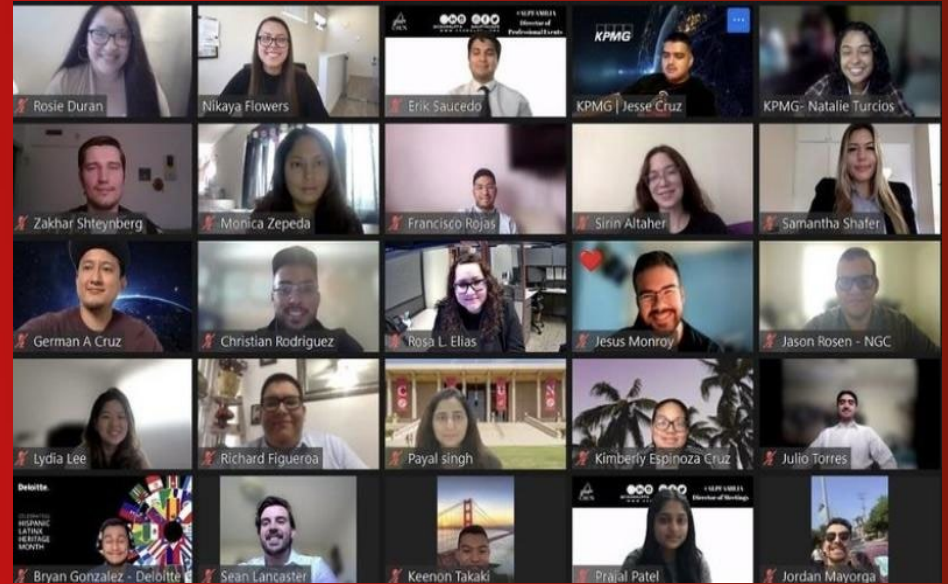 #ALPFAMILIA
Director of
Professional Events
KPMG
Rosie Duran
Nikaya Flowers
Erik Saucedo
KPMG | Jesse Cruz
KPMG- Natalie Turcios
Zakhar Shteynberg
Monica Zepeda
Francisco Rojas
Sirin Altaher
Samantha Shafer
German A Cruz
Christian Rodriguez
Rosa L. Elias
Jesus Monroy
Jason Rosen - NGC
C
U
N
Lydia Lee
Richard Figueroa
Payal singh
Kimberly Espinoza Cruz
Julio Torres
Deloitte.
CELEBRATING
HISPANIC
LATINX
HERITAGE
MONTH
#ALPFAMILIA
Director of Meetings
Bryan Gonzalez - Deloitte
Sean Lancaster
Keenon Takaki
Prajal Patel
Jordan Mayorga